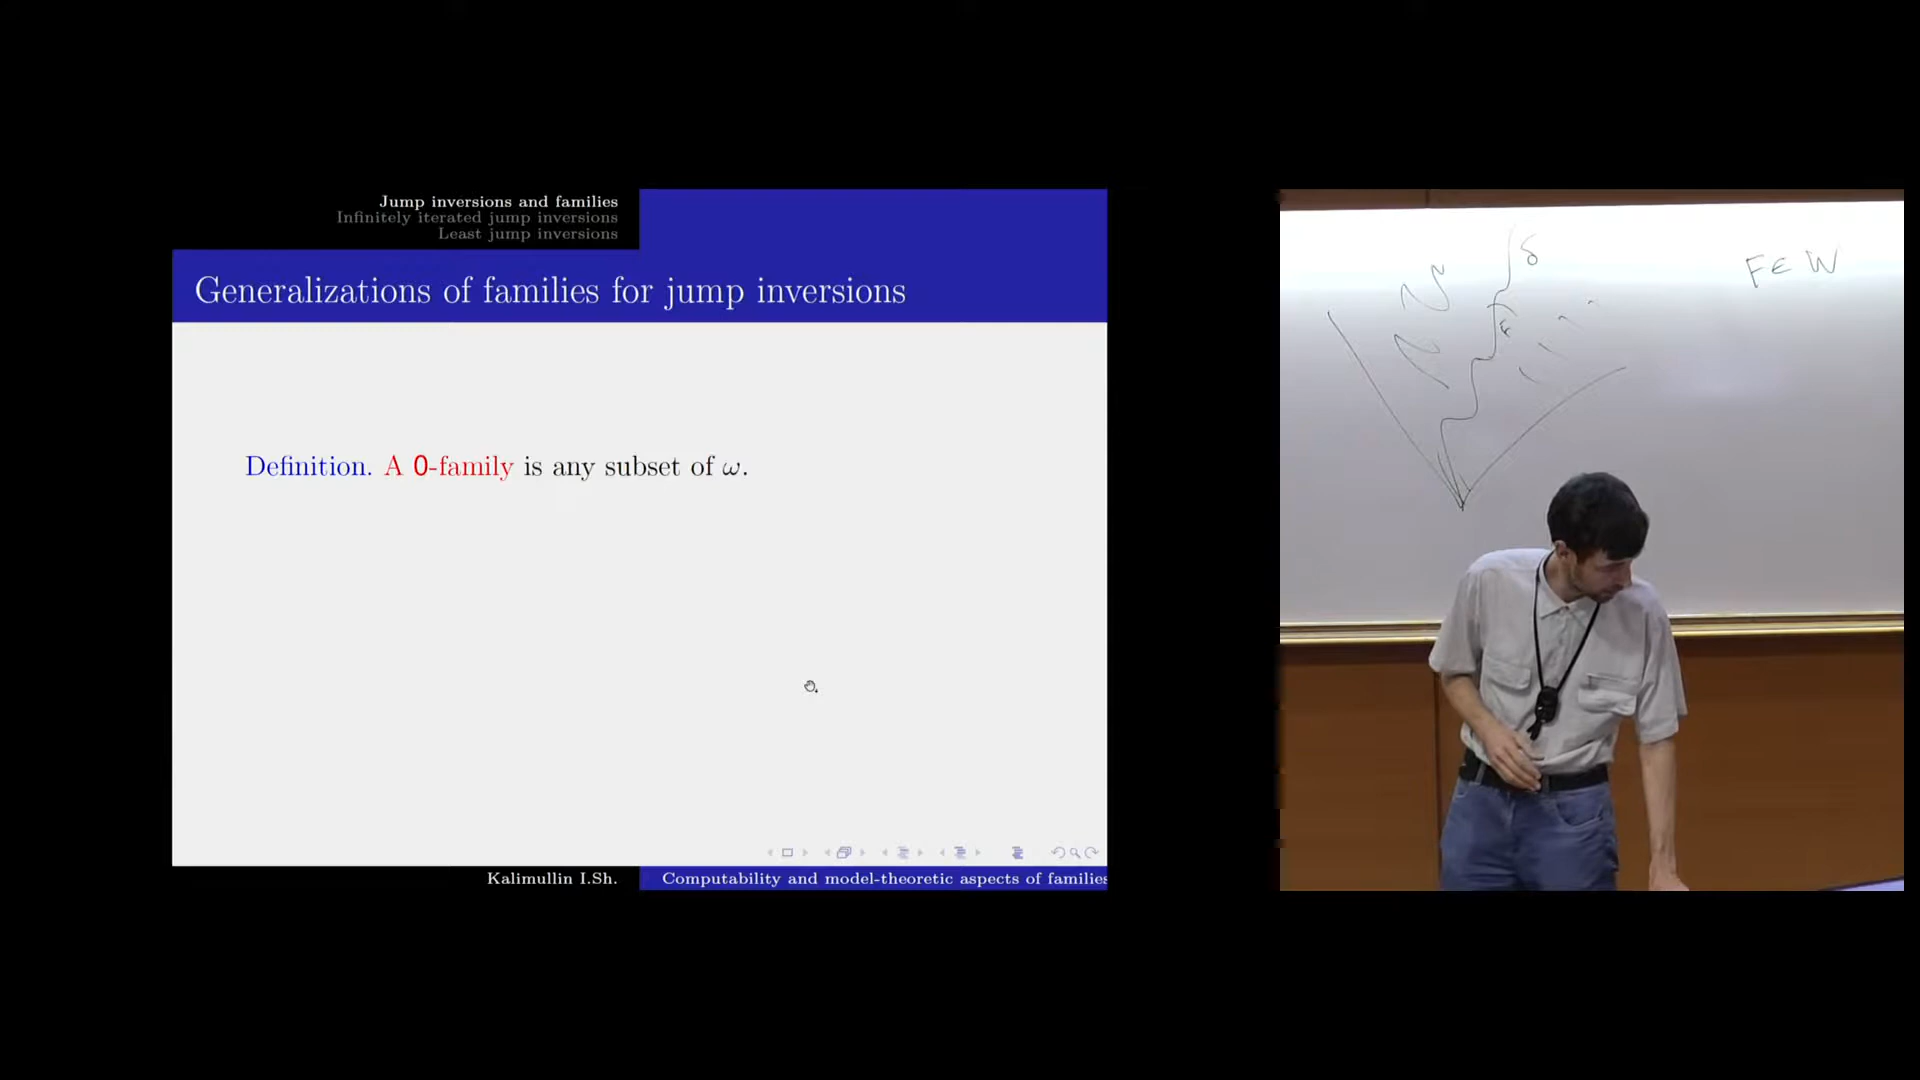 Jump inversions and families
Infinitely iterated jump inversions
Least jump inversions
Generalizations of families for jump inversions
Definition. A 0-family is any subset of ω.
Kalimullin I.Sh.
Computability and model-theoretic aspects of families
δ
F ∈ W